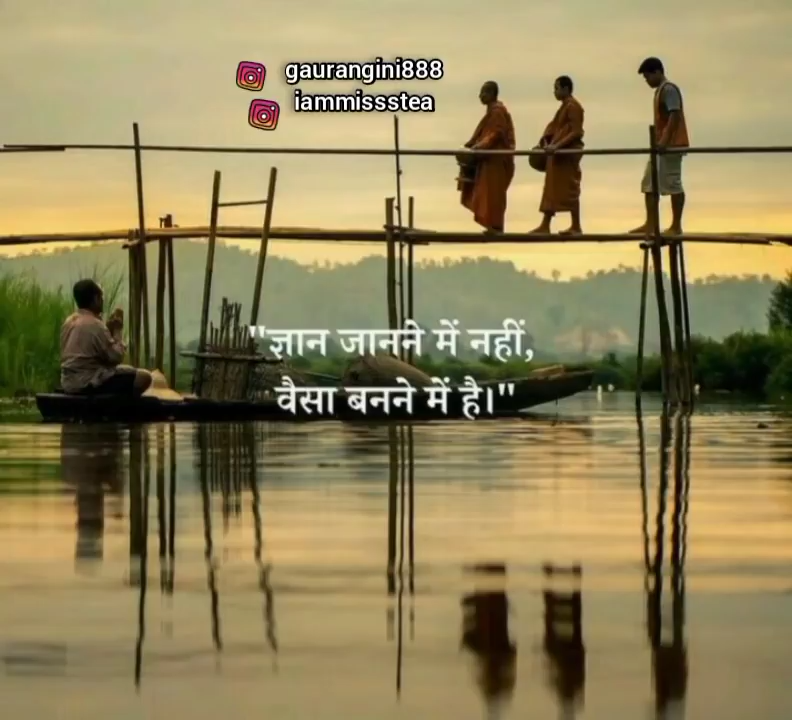 gaurangini888
iammissstea
"ज्ञान जानने में नहीं,
वैसा बनने में है।"